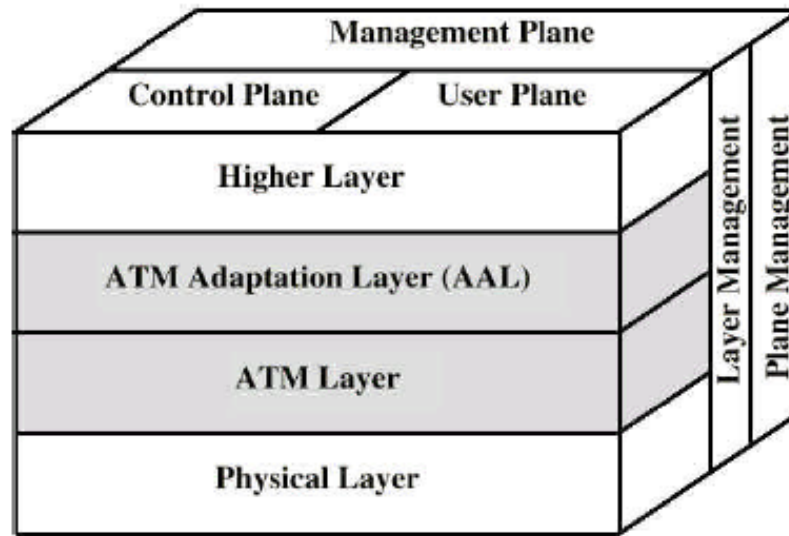 Management Plane
Control Plane
User Plane
Higher Layer
ATM Adaptation Layer (AAL)
ATM Layer
Physical Layer
Layer Management
Plane Management